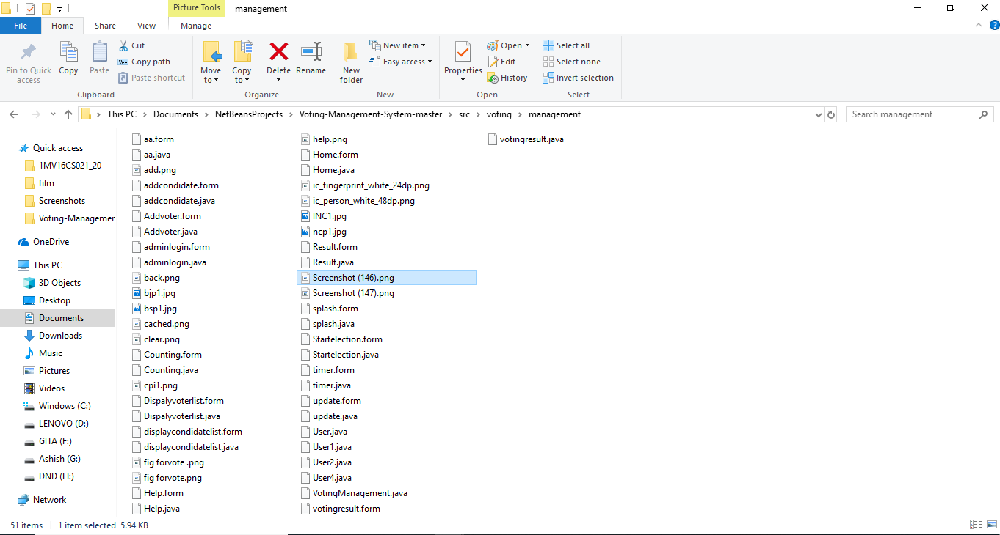 Picture Tools management
File Home Share View Manage
Pin to Quick access
Copy
Paste
Cut
Copy path
Paste shortcut
Clipboard
Move to
Copy to
Delete
Rename
Organize
New folder
New item
Easy access
New
Properties
Open
Edit
History
Open
Select all
Select none
Invert selection
Select
This PC Documents NetBeansProjects Voting-Management-System-master src voting management
Search management
Quick access
1MV16CS021_20
film
Screenshots
Voting-Managemer
OneDrive
This PC
3D Objects
Desktop
Documents
Downloads
Music
Pictures
Videos
Windows (C:)
LENOVO (D:)
GITA (F:)
Ashish (G:)
DND (H:)
Network
aa.form
aa.java
add.png
addcondidate.form
addcondidate.java
Addvoter.form
Addvoter.java
adminlogin.form
adminlogin.java
back.png
bjp1.jpg
bsp1.jpg
cached.png
clear.png
Counting.form
Counting.java
cpi1.png
Dispalyvoterlist.form
Dispalyvoterlist.java
displaycondidatelist.form
displaycondidatelist.java
fig forvote .png
fig forvote.png
Help.form
Help.java
help.png
Home.form
Home.java
ic_fingerprint_white_24dp.png
ic_person_white_48dp.png
INC1.jpg
ncp1.jpg
Result.form
Result.java
Screenshot (146).png
Screenshot (147).png
splash.form
splash.java
Startelection.form
Startelection.java
timer.form
timer.java
update.form
update.java
User.java
User1.java
User2.java
User4.java
VotingManagement.java
votingresult.form
votingresult.java
51 items 1 item selected 5.94 KB